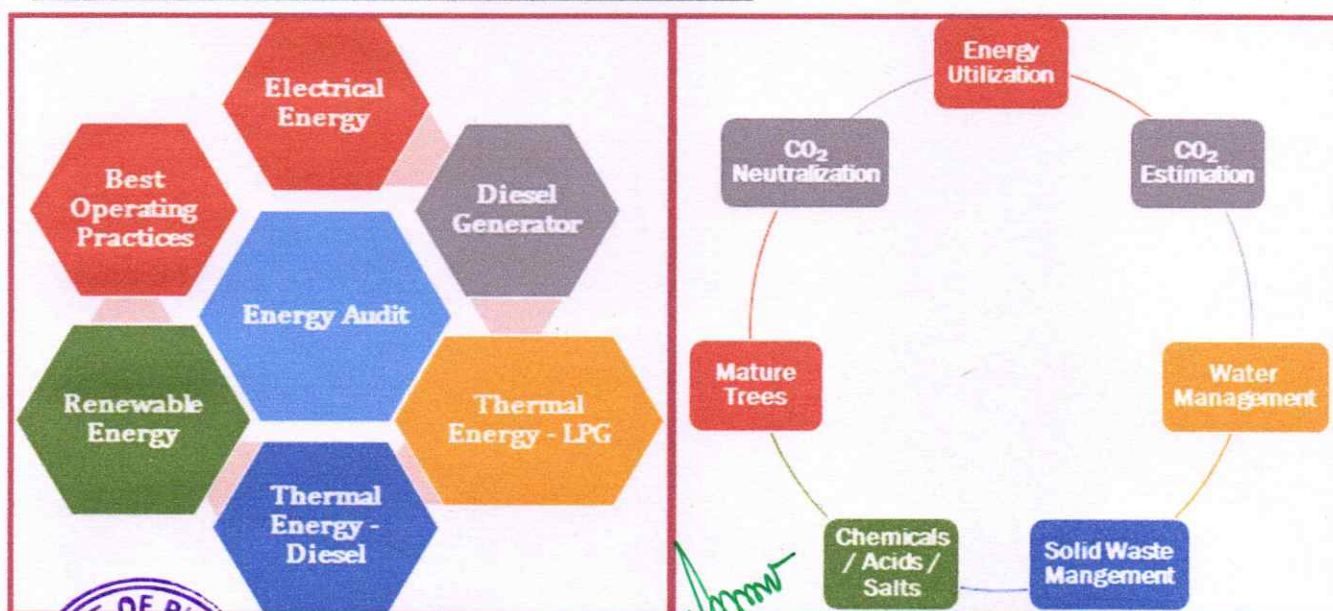 Electrical
Energy
Best
Operating
Practices
Diesel
Generator
Energy Audit
Renewable
Energy
Thermal
Energy - LPG
Thermal
Energy -
Diesel
Energy
Utilization
CO₂
Neutralization
CO₂
Estimation
Mature
Trees
Water
Management
Chemicals
/ Acids /
Salts
Solid Waste
Mangement